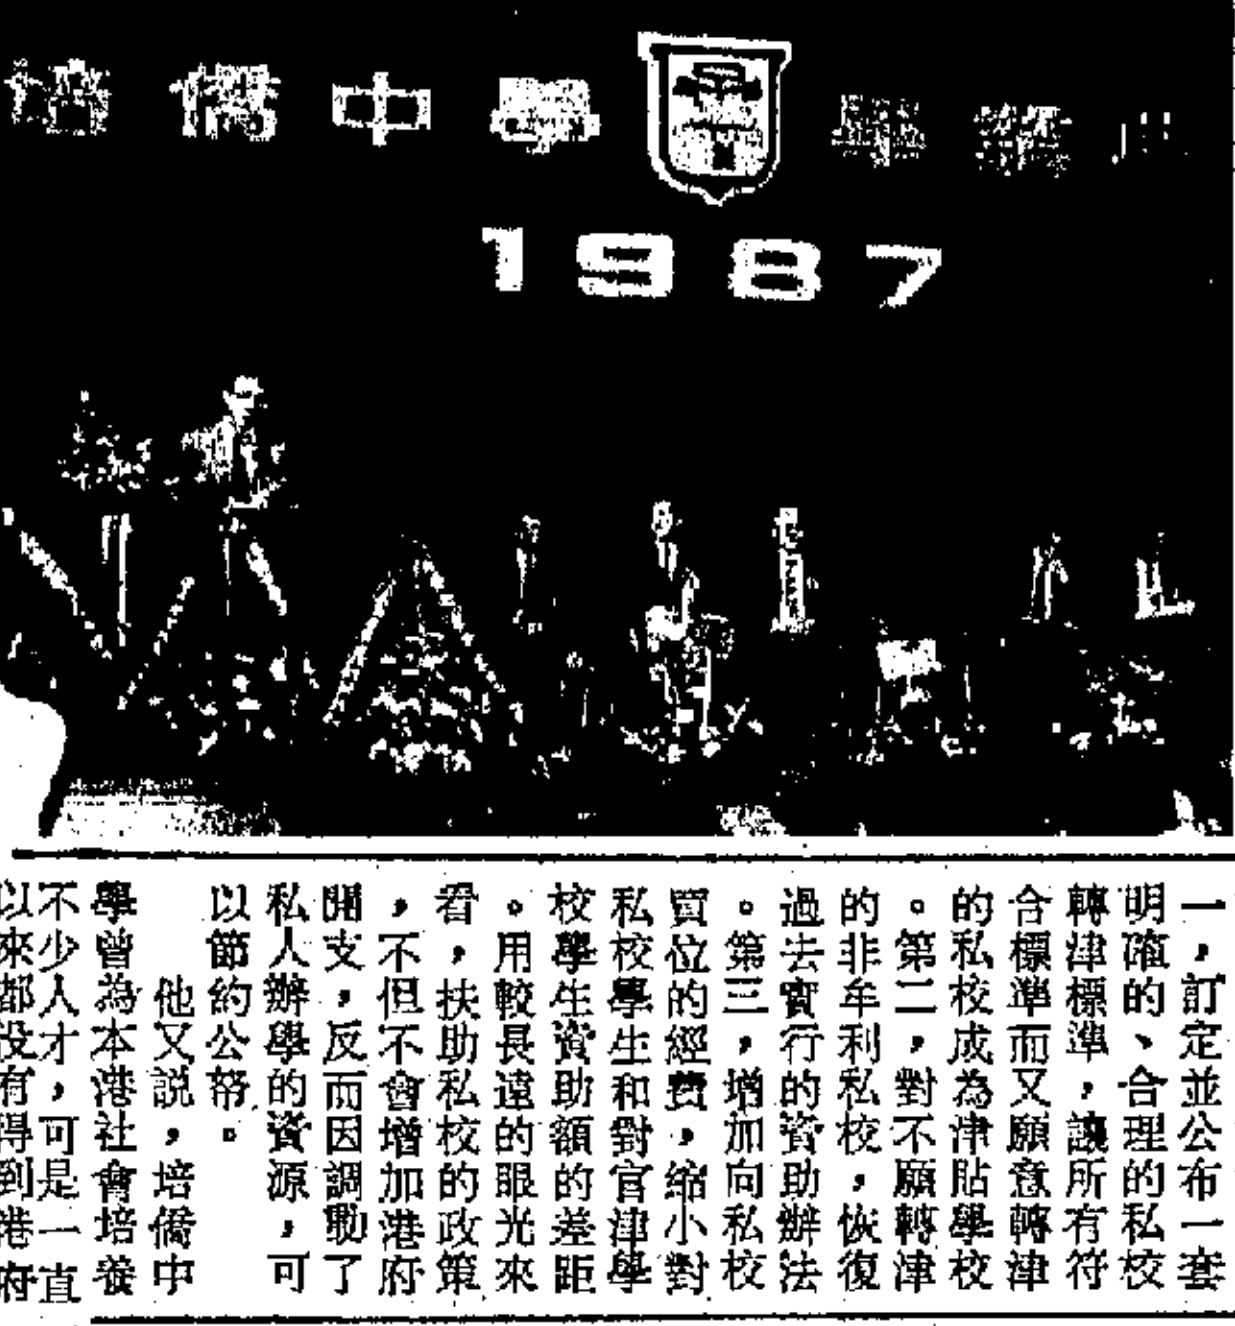 培僑中學 畢業典
1987
一，訂定並公布一套
明確的、合理的私校
轉津標準，讓所有符
合標準而又願意轉津
的私校成為津貼學校
。第二，對不願轉津
的非牟利私校，恢復
過去實行的資助辦法
。第三，增加向私校
買位的經費，縮小對
私校學生和對官津學
校學生資助額的差距
。用較長遠的眼光來
看，扶助私校的政策
，不但不會增加港府
開支，反而因調動了
私人辦學的資源，可
以節約公帑。
他又説，培僑中
學曾為本港社會培養
不少人才，可是一直
以來都没有得到港府